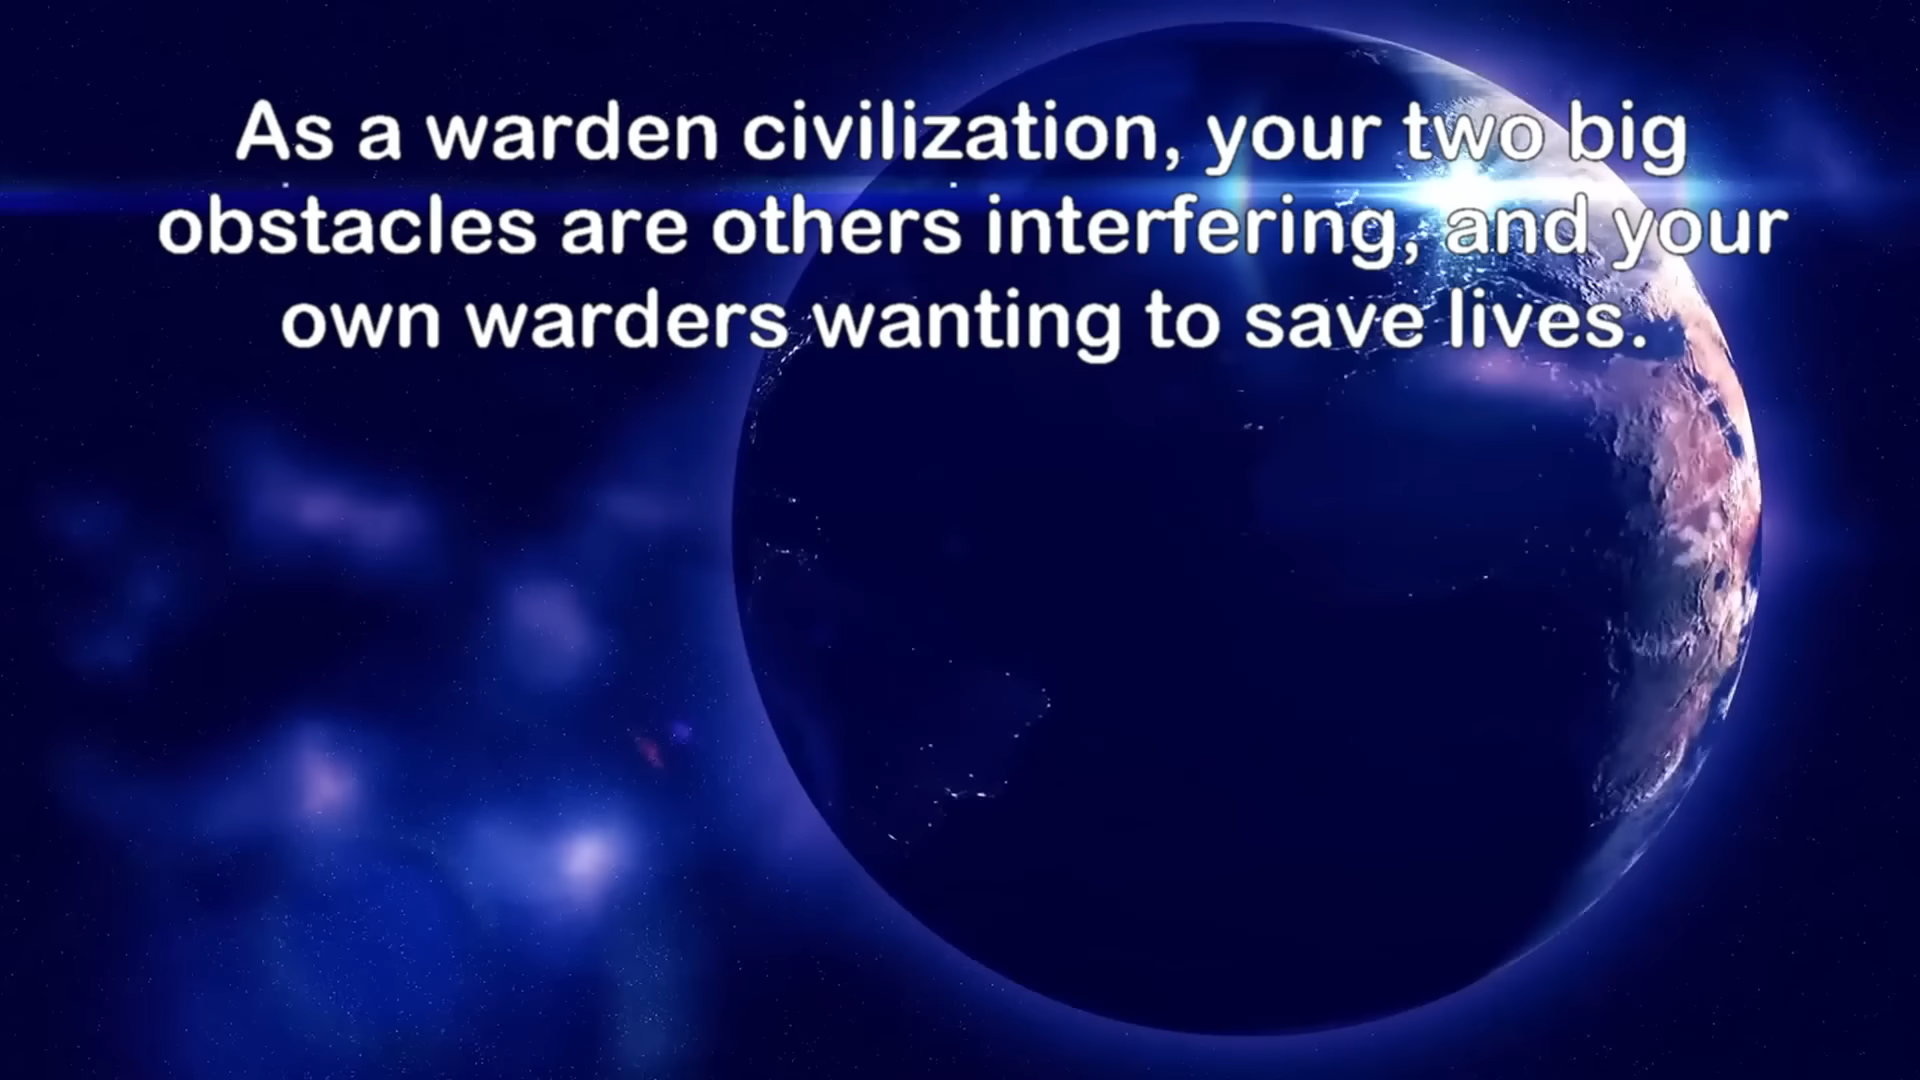 As a warden civilization, your two big
obstacles are others interfering, and your
own warders wanting to save lives.